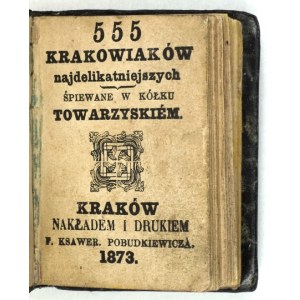 555
KRAKOWIAKÓW
najdelikatniejszych
ŚPIEWANE W KÓŁKU
TOWARZYSKIÉM.
KRAKÓW
NAKŁADEM I DRUKIEM
F. KSAWER. POBUDKIEWICZA.
1873.